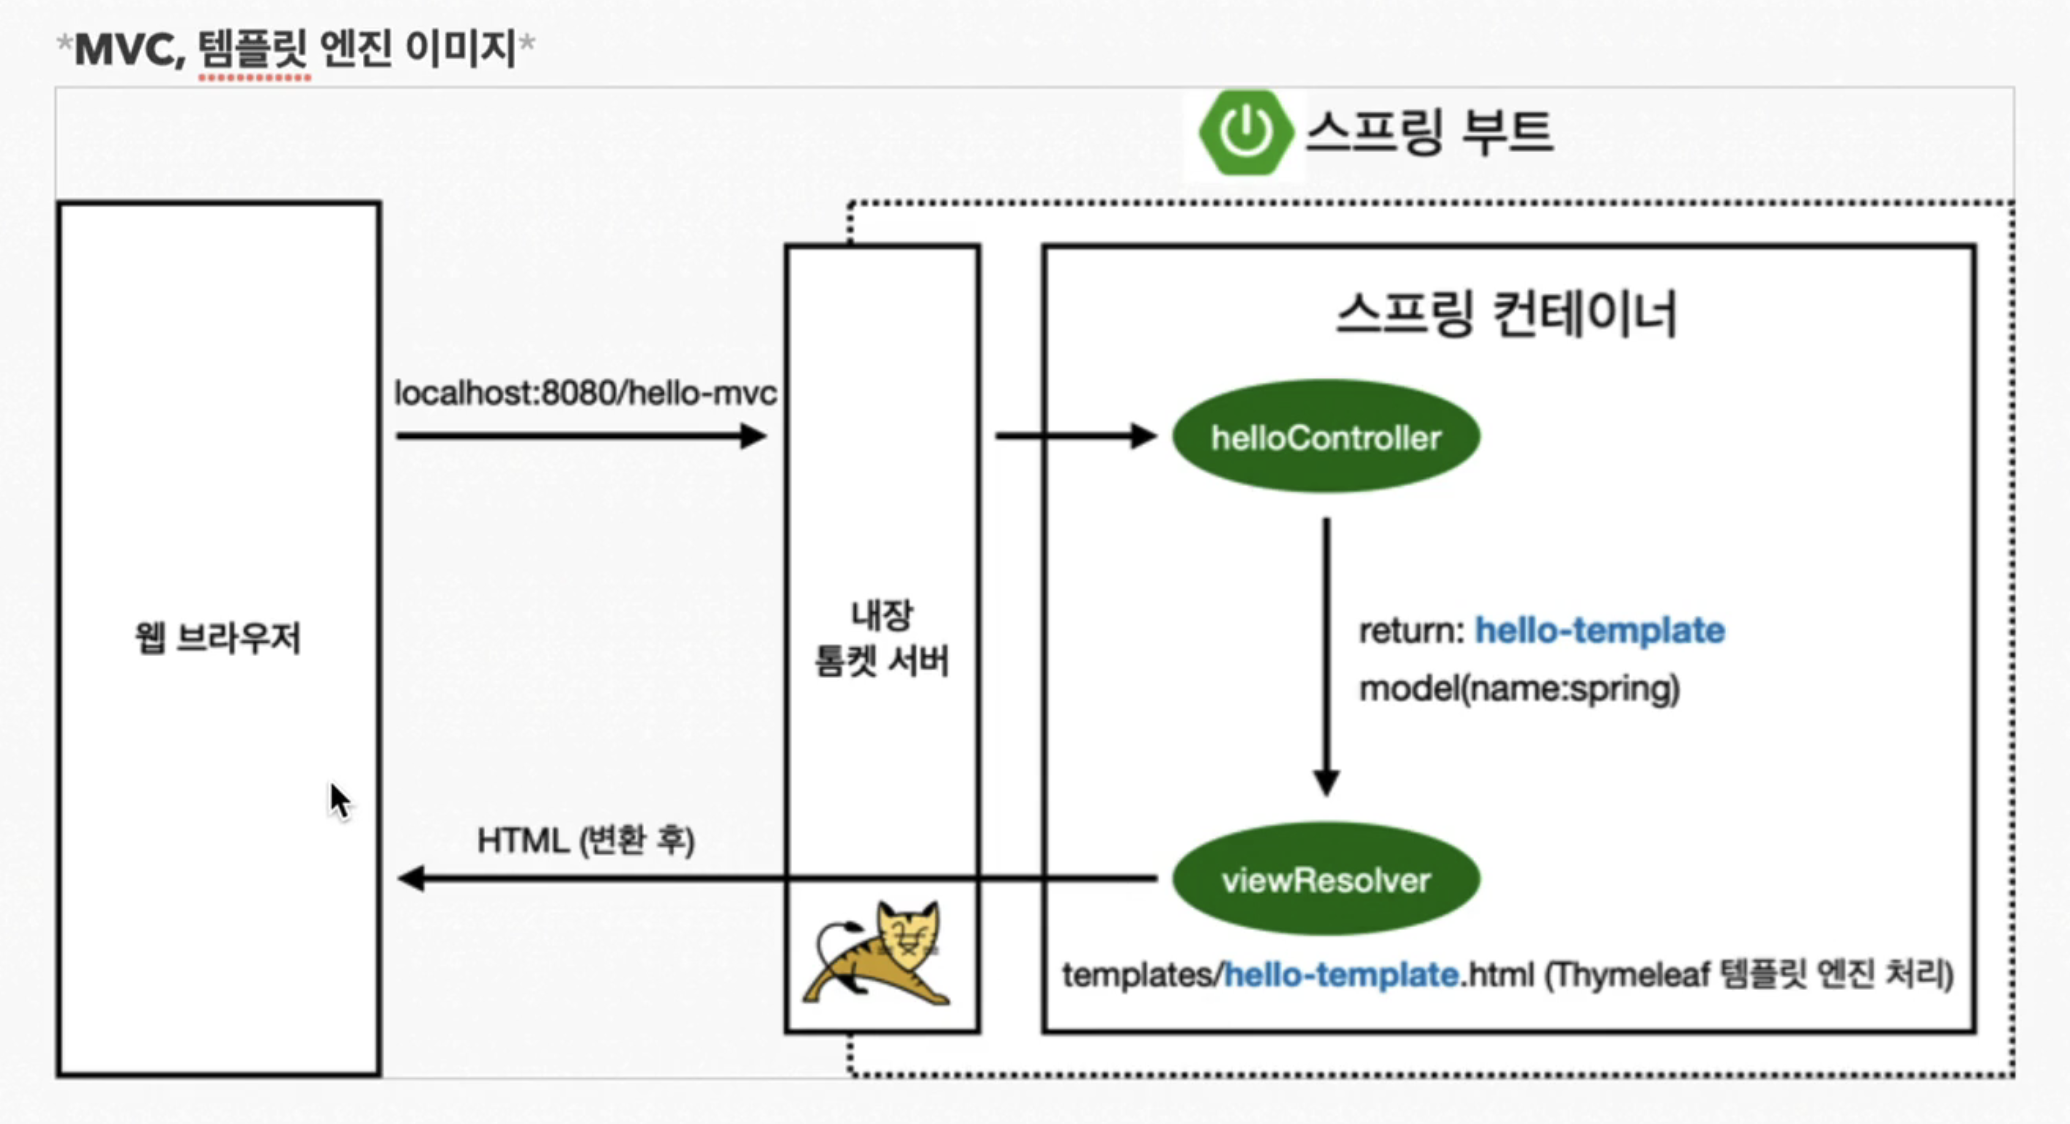 *MVC, 템플릿 엔진 이미지*
스프링 부트
스프링 컨테이너
localhost:8080/hello-mvc
helloController
웹 브라우저
내장
톰켓 서버
return: hello-template
model(name:spring)
HTML (변환 후)
viewResolver
templates/hello-template.html (Thymeleaf 템플릿 엔진 처리)